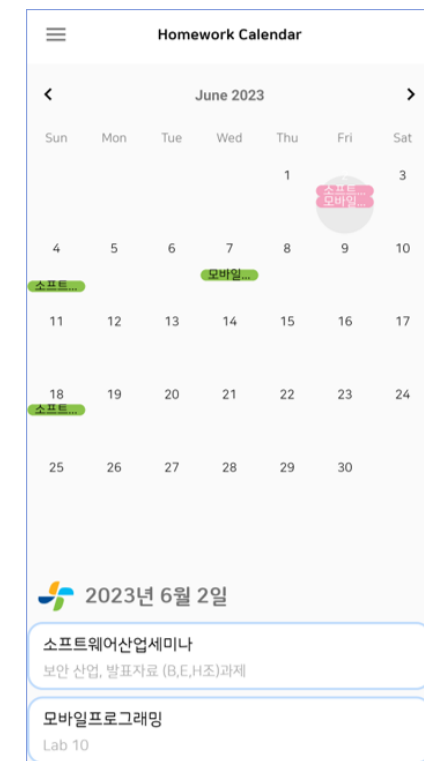 Homework Calendar
June 2023
Sun Mon Tue Wed Thu Fri Sat
1 2 3
소프트...
모바일...
4 5 6 7 8 9 10
소프트... 모바일...
11 12 13 14 15 16 17
18 19 20 21 22 23 24
소프트...
25 26 27 28 29 30
2023년 6월 2일
소프트웨어산업세미나
보안 산업, 발표자료 (B,E,H조)과제
모바일프로그래밍
Lab 10